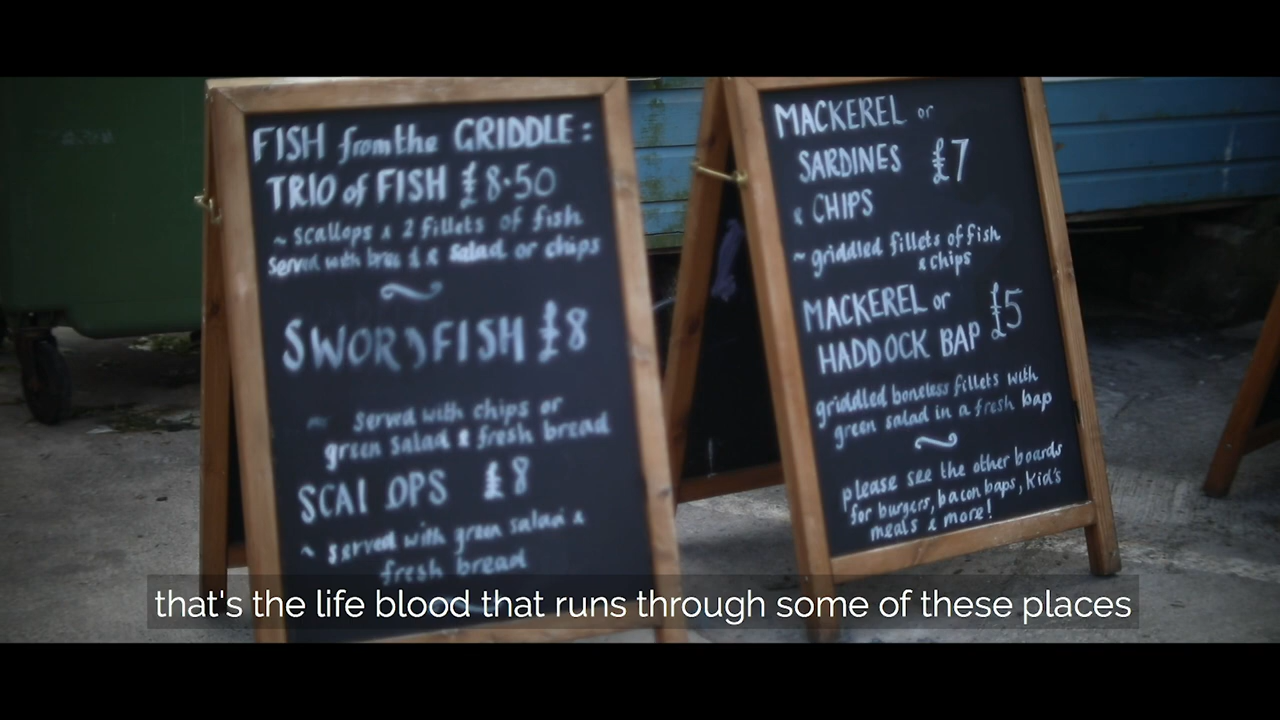 FISH from the GRIDDLE:
TRIO of FISH £8.50
~ scallops & 2 fillets of fish
served with bread & salad or chips
SWORDFISH £8
~ served with chips or
green salad & fresh bread
SCALLOPS £8
~ served with green salad &
fresh bread
MACKEREL or
SARDINES £7
& CHIPS
~ griddled fillets of fish
& chips
MACKEREL or £5
HADDOCK BAP
griddled boneless fillets with
green salad in a fresh bap
please see the other boards
for burgers, bacon baps, kid's
meals & more!
that's the life blood that runs through some of these places